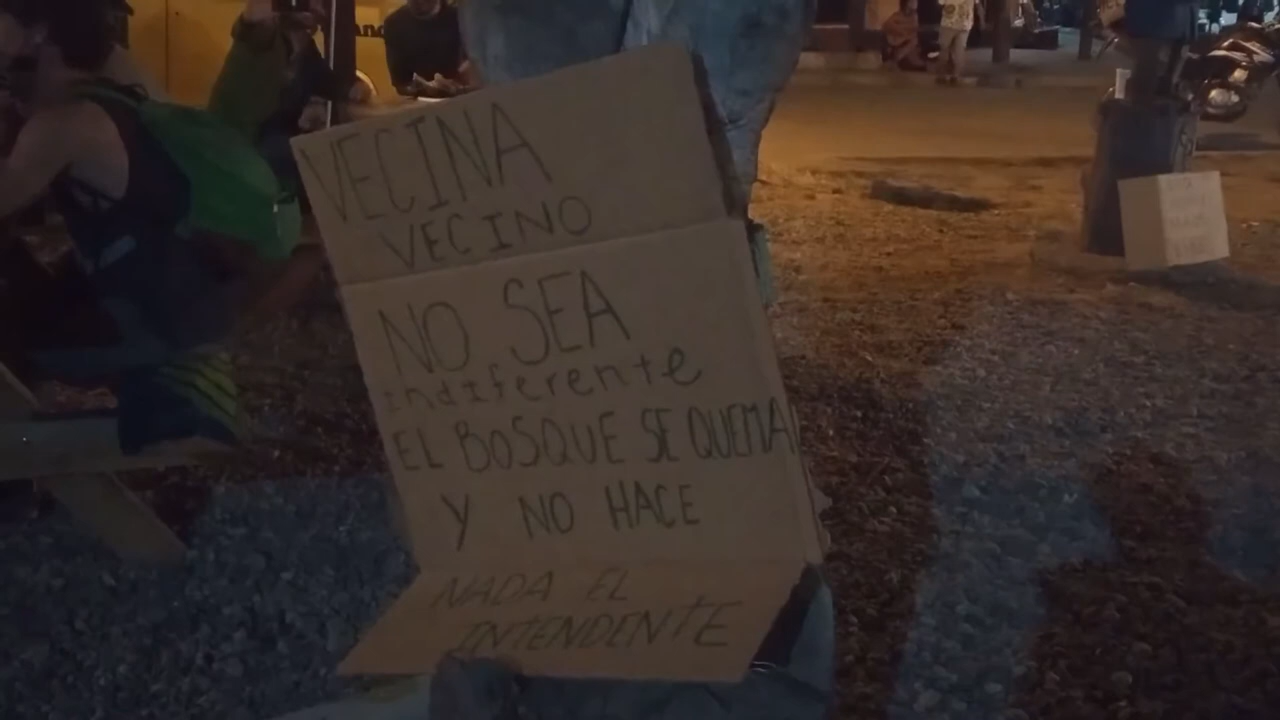 VECINA
VECINO
NO SEA
indiferente
EL BOSQUE SE QUEMA
Y NO HACE
NADA EL
INTENDENTE